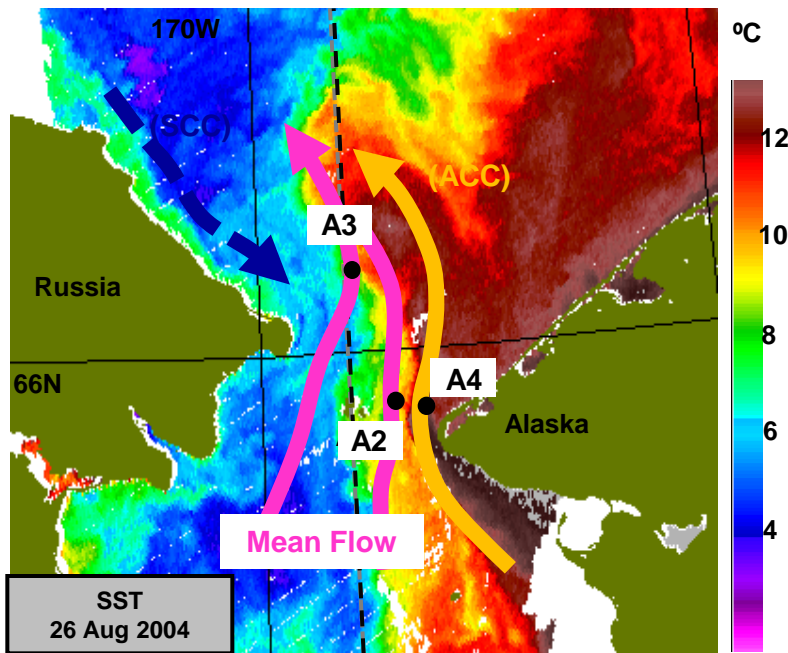 170W
ºC
(SCC)
12
(ACC)
A3
10
Russia
8
66N
A4
A2
Alaska
6
Mean Flow
4
SST
26 Aug 2004